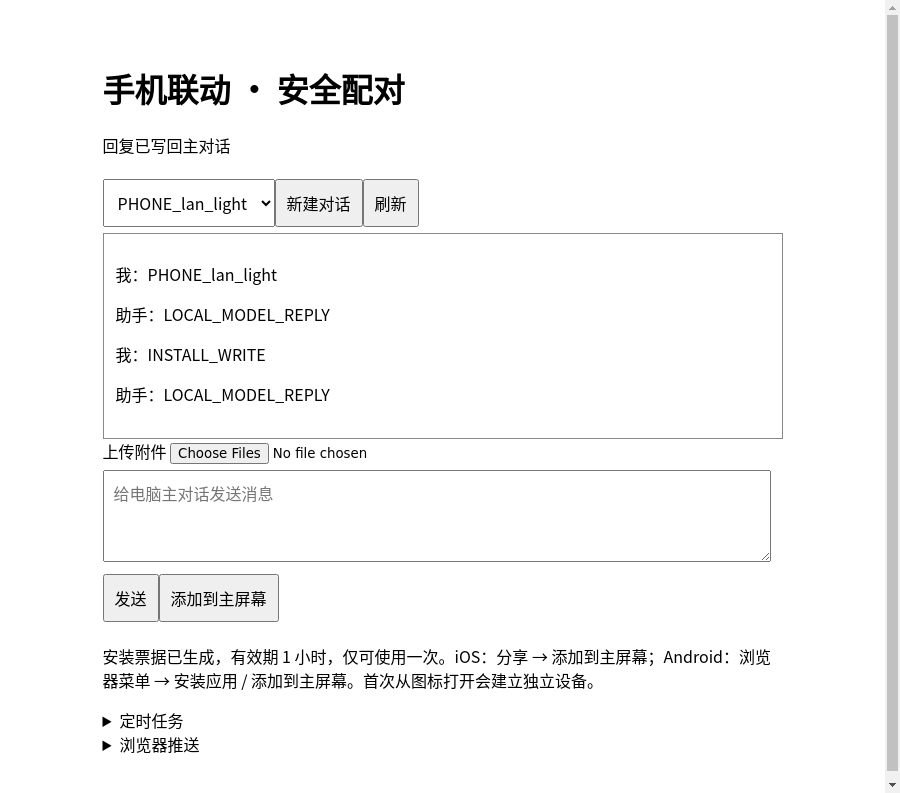 手机联动 · 安全配对
回复已写回主对话
PHONE_lan_light 新建对话 刷新
我：PHONE_lan_light
助手：LOCAL_MODEL_REPLY
我：INSTALL_WRITE
助手：LOCAL_MODEL_REPLY
上传附件 Choose Files No file chosen
给电脑主对话发送消息
发送 添加到主屏幕
安装票据已生成，有效期 1 小时，仅可使用一次。iOS：分享 → 添加到主屏幕；Android：浏览
器菜单 → 安装应用 / 添加到主屏幕。首次从图标打开会建立独立设备。
定时任务
浏览器推送